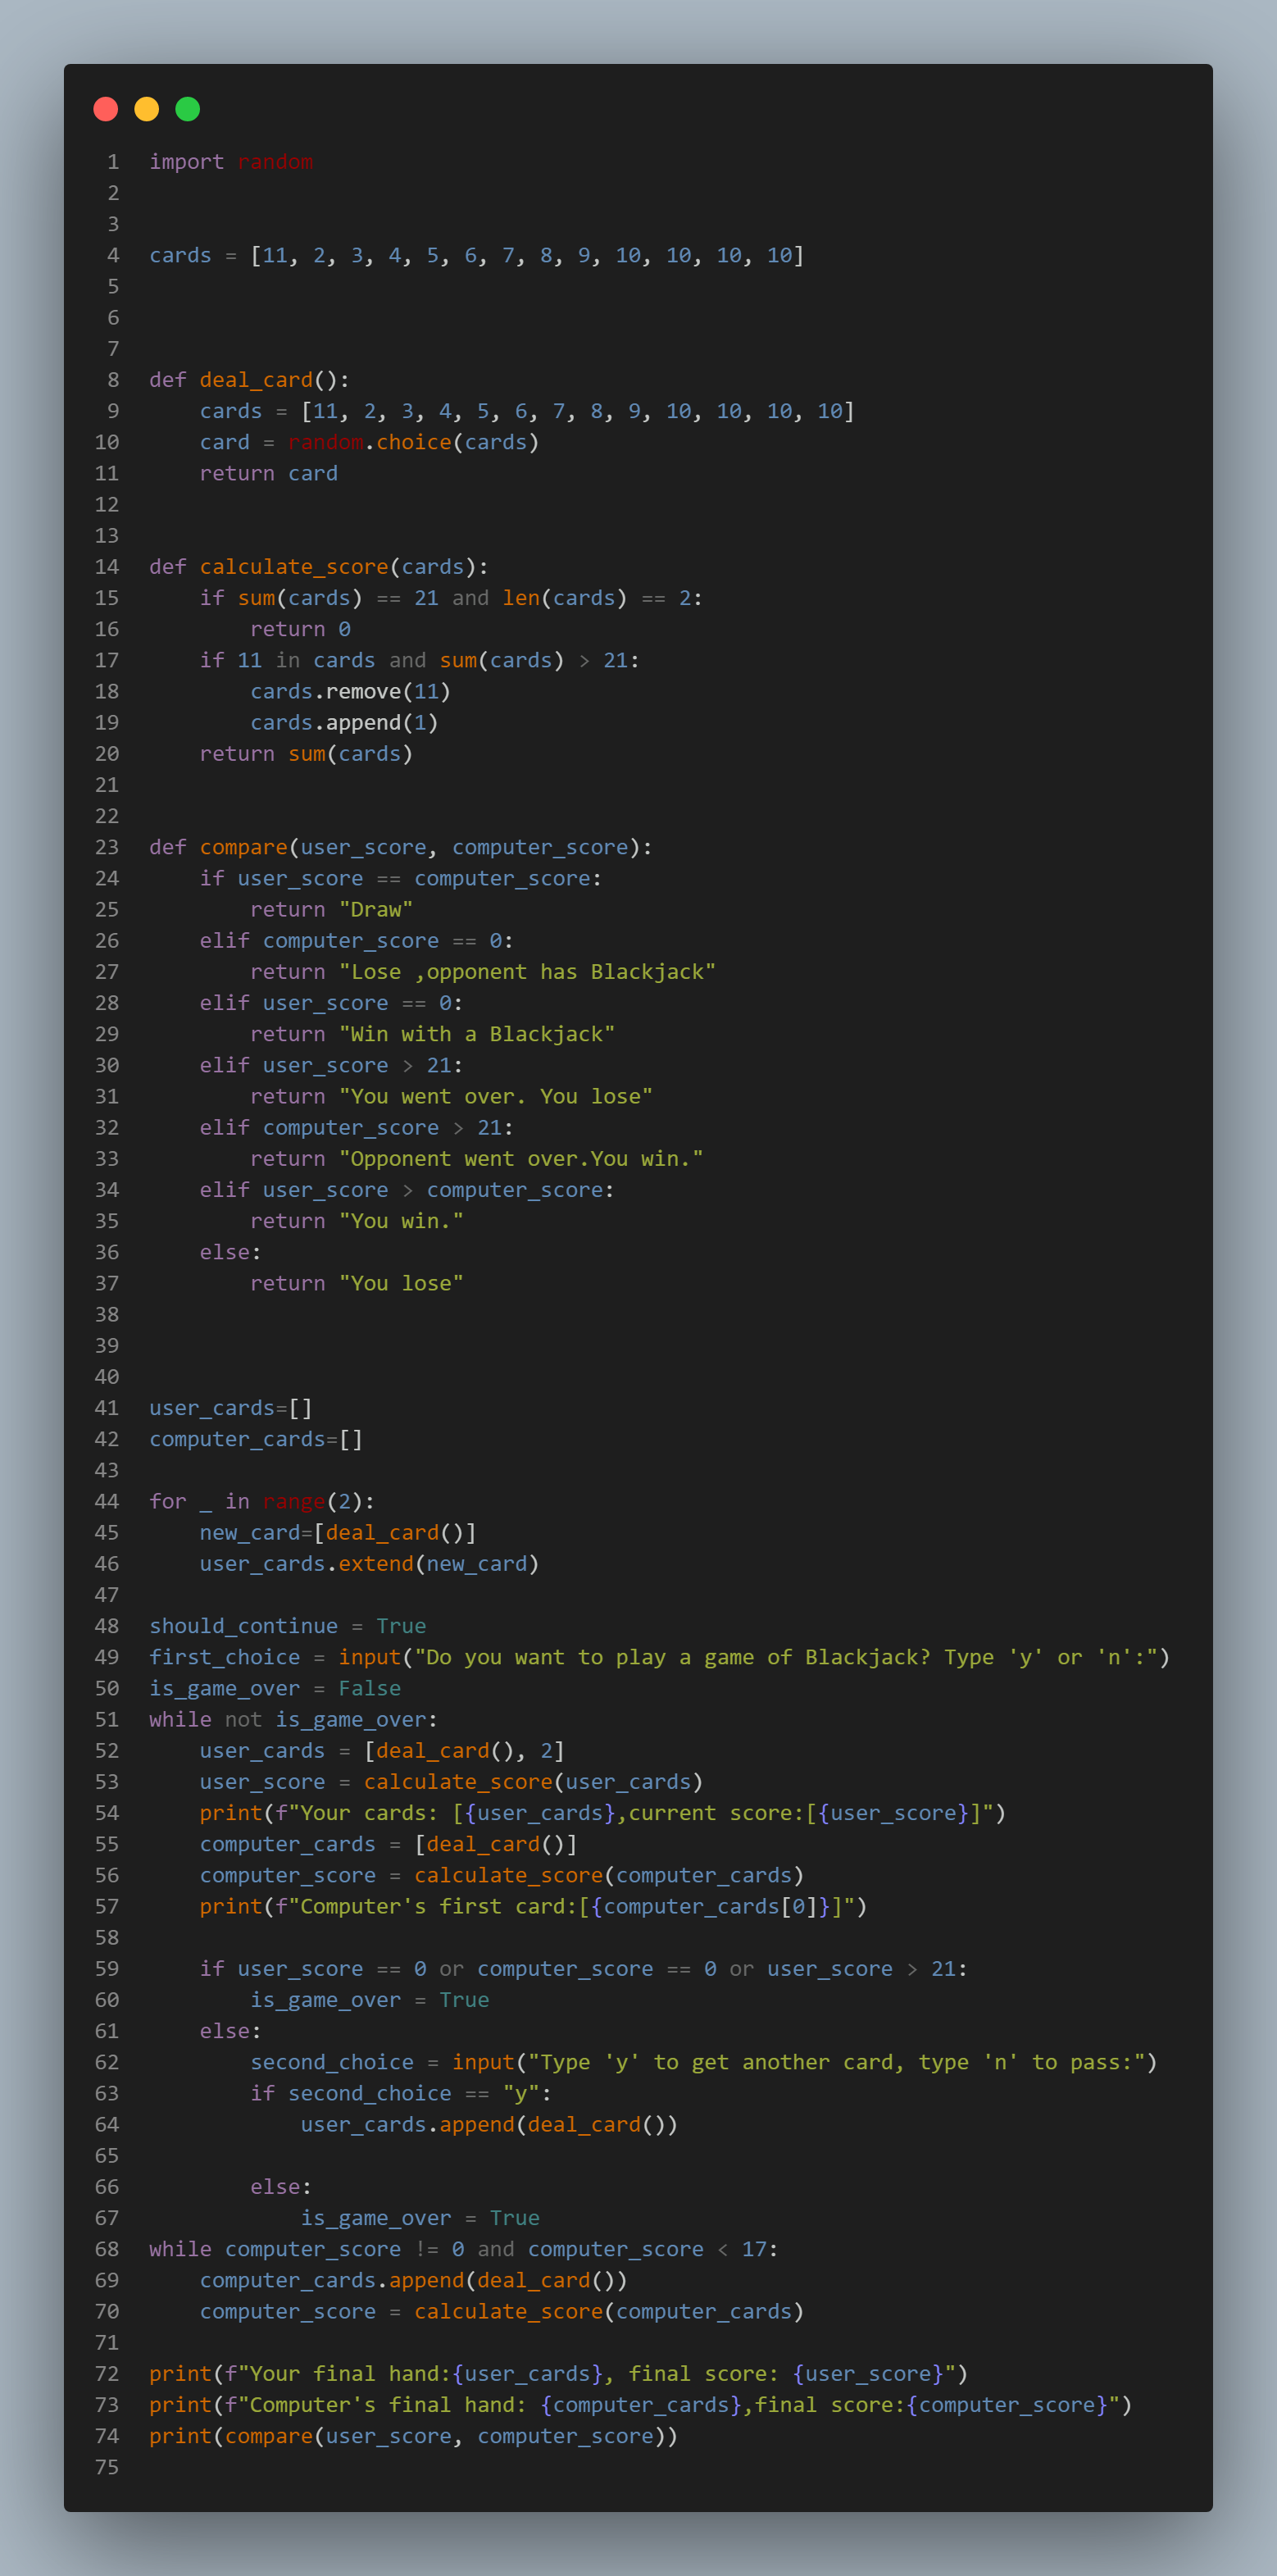 1 import random
2
3
4 cards = [11, 2, 3, 4, 5, 6, 7, 8, 9, 10, 10, 10, 10]
5
6
7
8 def deal_card():
9     cards = [11, 2, 3, 4, 5, 6, 7, 8, 9, 10, 10, 10, 10]
10     card = random.choice(cards)
11     return card
12
13
14 def calculate_score(cards):
15     if sum(cards) == 21 and len(cards) == 2:
16         return 0
17     if 11 in cards and sum(cards) > 21:
18         cards.remove(11)
19         cards.append(1)
20     return sum(cards)
21
22
23 def compare(user_score, computer_score):
24     if user_score == computer_score:
25         return "Draw"
26     elif computer_score == 0:
27         return "Lose ,opponent has Blackjack"
28     elif user_score == 0:
29         return "Win with a Blackjack"
30     elif user_score > 21:
31         return "You went over. You lose"
32     elif computer_score > 21:
33         return "Opponent went over.You win."
34     elif user_score > computer_score:
35         return "You win."
36     else:
37         return "You lose"
38
39
40
41 user_cards=[]
42 computer_cards=[]
43
44 for _ in range(2):
45     new_card=[deal_card()]
46     user_cards.extend(new_card)
47
48 should_continue = True
49 first_choice = input("Do you want to play a game of Blackjack? Type 'y' or 'n':")
50 is_game_over = False
51 while not is_game_over:
52     user_cards = [deal_card(), 2]
53     user_score = calculate_score(user_cards)
54     print(f"Your cards: [{user_cards},current score:[{user_score}]")
55     computer_cards = [deal_card()]
56     computer_score = calculate_score(computer_cards)
57     print(f"Computer's first card:[{computer_cards[0]}]")
58
59     if user_score == 0 or computer_score == 0 or user_score > 21:
60         is_game_over = True
61     else:
62         second_choice = input("Type 'y' to get another card, type 'n' to pass:")
63         if second_choice == "y":
64             user_cards.append(deal_card())
65
66         else:
67             is_game_over = True
68 while computer_score != 0 and computer_score < 17:
69     computer_cards.append(deal_card())
70     computer_score = calculate_score(computer_cards)
71
72 print(f"Your final hand:{user_cards}, final score: {user_score}")
73 print(f"Computer's final hand: {computer_cards},final score:{computer_score}")
74 print(compare(user_score, computer_score))
75